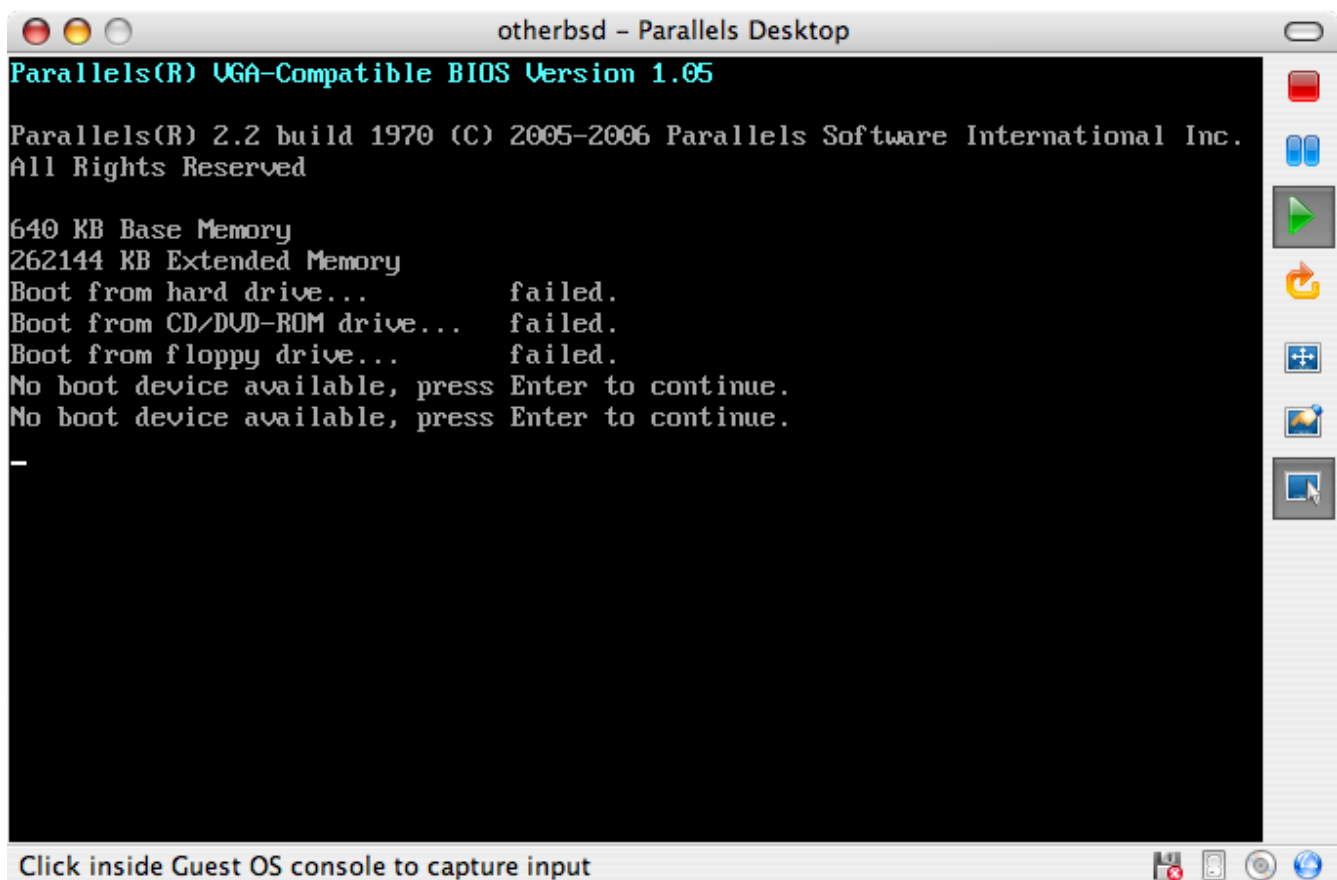 otherbsd – Parallels Desktop
Parallels(R) VGA-Compatible BIOS Version 1.05
Parallels(R) 2.2 build 1970 (C) 2005-2006 Parallels Software International Inc.
All Rights Reserved
640 KB Base Memory
262144 KB Extended Memory
Boot from hard drive... failed.
Boot from CD/DVD-ROM drive... failed.
Boot from floppy drive... failed.
No boot device available, press Enter to continue.
No boot device available, press Enter to continue.
Click inside Guest OS console to capture input